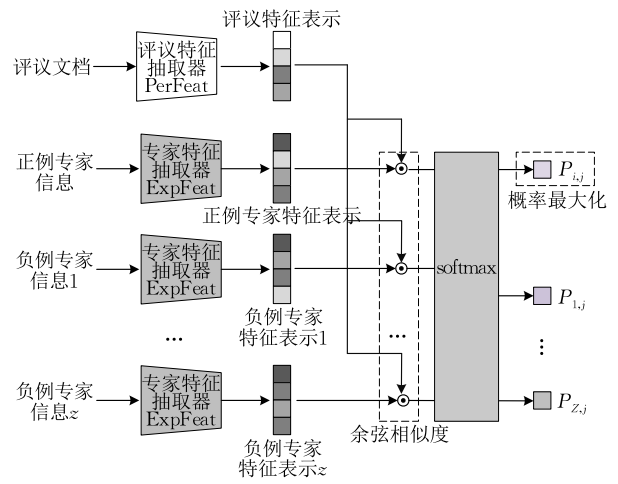 评议特征表示
评议文档
评议特征
抽取器
PerFeat
正例专家
信息
专家特征
抽取器
ExpFeat
正例专家特征表示
P_{i,j}
概率最大化
负例专家
信息1
专家特征
抽取器
ExpFeat
负例专家
特征表示1
softmax
P_{1,j}
...
...
⋮
负例专家
信息z
专家特征
抽取器
ExpFeat
负例专家
特征表示z
余弦相似度
P_{Z,j}